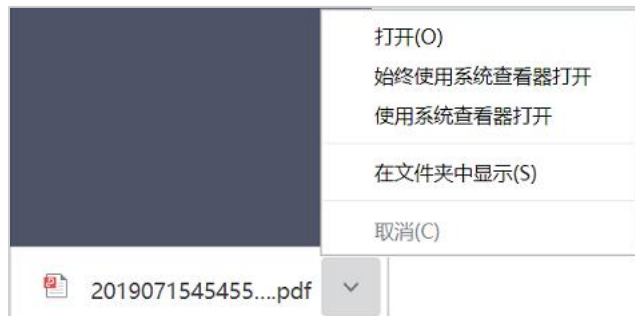 打开(O)
始终使用系统查看器打开
使用系统查看器打开
在文件夹中显示(S)
取消(C)
2019071545455....pdf